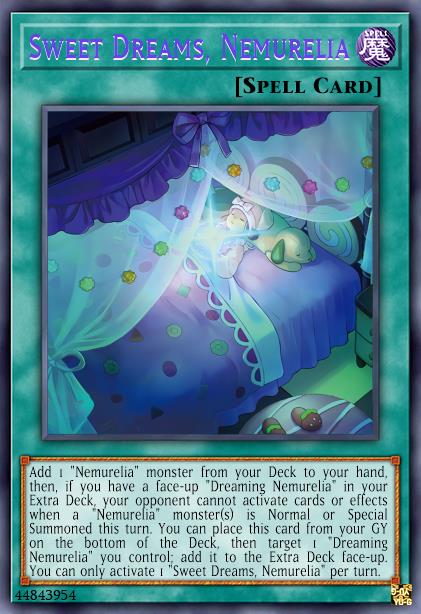 Sweet Dreams, Nemurelia
SPELL
魔
[Spell Card]
Add 1 "Nemurelia" monster from your Deck to your hand,
then, if you have a face-up "Dreaming Nemurelia" in your
Extra Deck, your opponent cannot activate cards or effects
when a "Nemurelia" monster(s) is Normal or Special
Summoned this turn. You can place this card from your GY
on the bottom of the Deck, then target 1 "Dreaming
Nemurelia" you control; add it to the Extra Deck face-up.
You can only activate 1 "Sweet Dreams, Nemurelia" per turn.
44843954